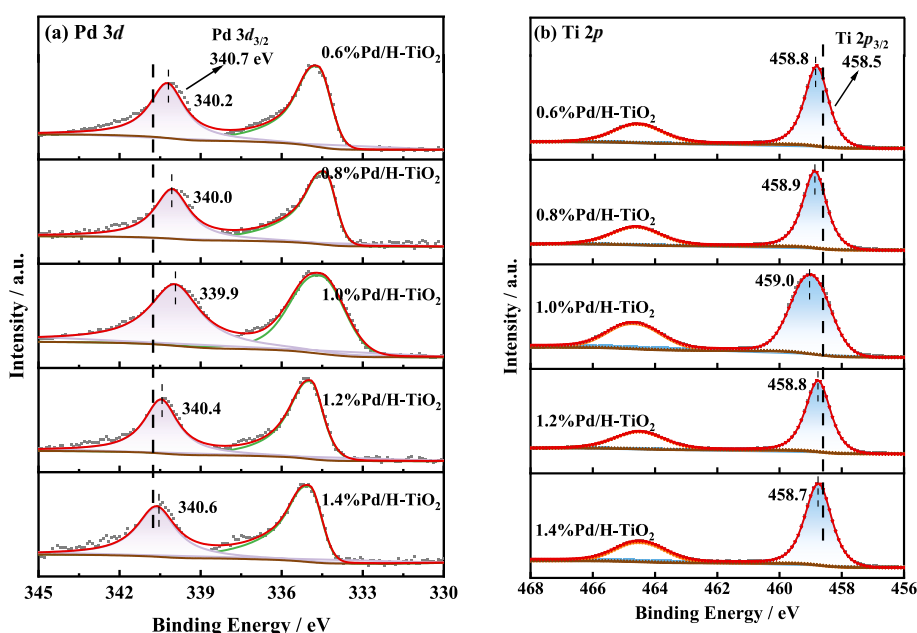 (a) Pd 3d
Pd 3d3/2
340.7 eV
0.6%Pd/H-TiO2
340.2
0.8%Pd/H-TiO2
340.0
1.0%Pd/H-TiO2
339.9
1.2%Pd/H-TiO2
340.4
1.4%Pd/H-TiO2
340.6
Intensity / a.u.
345 342 339 336 333 330
Binding Energy / eV
(b) Ti 2p
Ti 2p3/2
458.5
458.8
0.6%Pd/H-TiO2
458.9
0.8%Pd/H-TiO2
459.0
1.0%Pd/H-TiO2
458.8
1.2%Pd/H-TiO2
458.7
1.4%Pd/H-TiO2
Intensity / a.u.
468 466 464 462 460 458 456
Binding Energy / eV